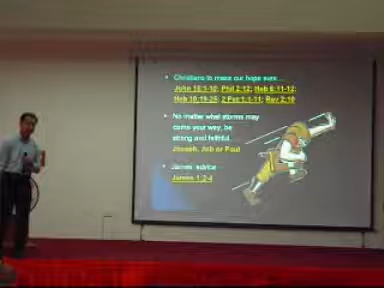 Christians to make our hope sure...
John 15:1-10; Phil 2:12; Heb 6:11-12;
Heb 10:19-25; 2 Pet 1:1-11; Rev 2:10
No matter what storms may
come your way, be
strong and faithful.
Joseph, Job or Paul
James' advice
James 1:2-4